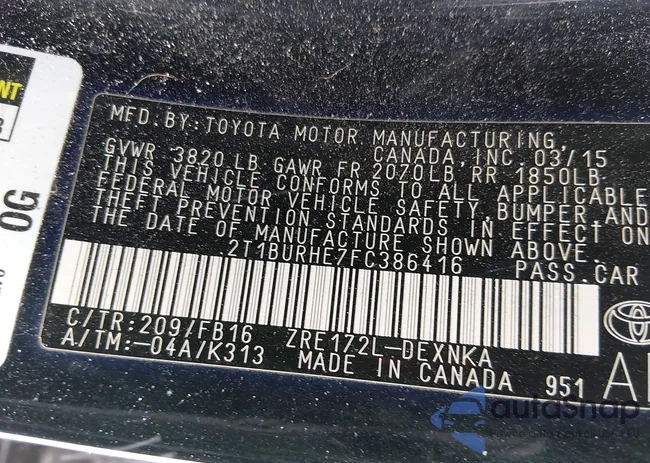 MFD. BY: TOYOTA MOTOR MANUFACTURING,
CANADA, INC. 03/15
GVWR 3820 LB GAWR FR 2070LB RR 1850LB
THIS VEHICLE CONFORMS TO ALL APPLICABLE
FEDERAL MOTOR VEHICLE SAFETY, BUMPER, AND
THEFT PREVENTION STANDARDS IN EFFECT ON
THE DATE OF MANUFACTURE SHOWN ABOVE.
2T1BURHE7FC386416 PASS. CAR
C/TR: 209/FB16 ZRE172L-DEXNKA
A/TM: -04A/K313 MADE IN CANADA 951
NT
0G
autoshop